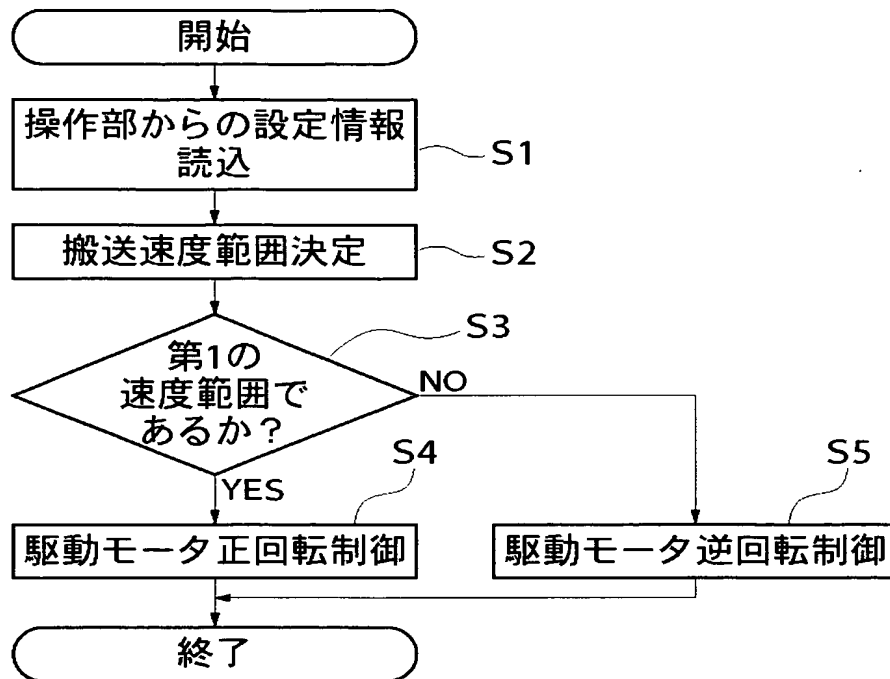 開始
操作部からの設定情報
読込
S1
搬送速度範囲決定
S2
第1の
速度範囲で
あるか？
S3
NO
YES
S4
駆動モータ正回転制御
S5
駆動モータ逆回転制御
終了